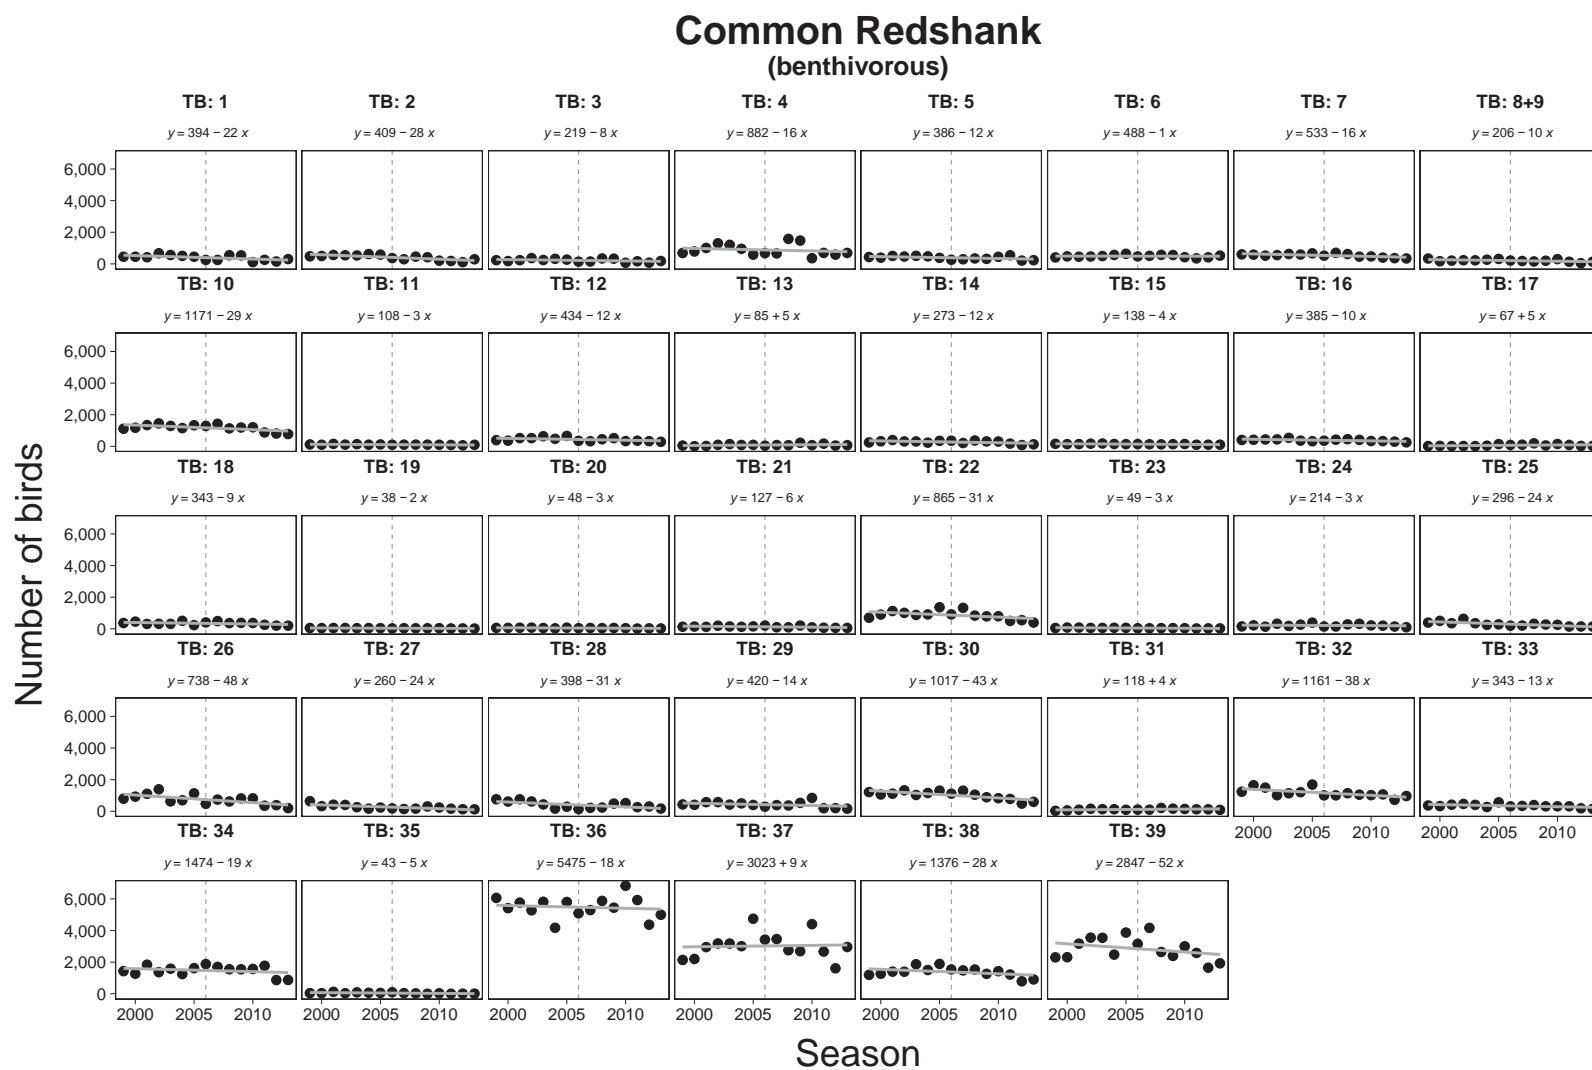 Common Redshank
(benthivorous)
TB: 1 TB: 2 TB: 3 TB: 4 TB: 5 TB: 6 TB: 7 TB: 8+9
y = 394 − 22 x y = 409 − 28 x y = 219 − 8 x y = 882 − 16 x y = 386 − 12 x y = 488 − 1 x y = 533 − 16 x y = 206 − 10 x
6,000
4,000
2,000
0
TB: 10 TB: 11 TB: 12 TB: 13 TB: 14 TB: 15 TB: 16 TB: 17
y = 1171 − 29 x y = 108 − 3 x y = 434 − 12 x y = 85 + 5 x y = 273 − 12 x y = 138 − 4 x y = 385 − 10 x y = 67 + 5 x
6,000
4,000
2,000
0
TB: 18 TB: 19 TB: 20 TB: 21 TB: 22 TB: 23 TB: 24 TB: 25
y = 343 − 9 x y = 38 − 2 x y = 48 − 3 x y = 127 − 6 x y = 865 − 31 x y = 49 − 3 x y = 214 − 3 x y = 296 − 24 x
6,000
4,000
2,000
0
TB: 26 TB: 27 TB: 28 TB: 29 TB: 30 TB: 31 TB: 32 TB: 33
y = 738 − 48 x y = 260 − 24 x y = 398 − 31 x y = 420 − 14 x y = 1017 − 43 x y = 118 + 4 x y = 1161 − 38 x y = 343 − 13 x
6,000
4,000
2,000
0
2000 2005 2010 2000 2005 2010
TB: 34 TB: 35 TB: 36 TB: 37 TB: 38 TB: 39
y = 1474 − 19 x y = 43 − 5 x y = 5475 − 18 x y = 3023 + 9 x y = 1376 − 28 x y = 2847 − 52 x
6,000
4,000
2,000
0
2000 2005 2010 2000 2005 2010 2000 2005 2010 2000 2005 2010 2000 2005 2010 2000 2005 2010
Number of birds
Season